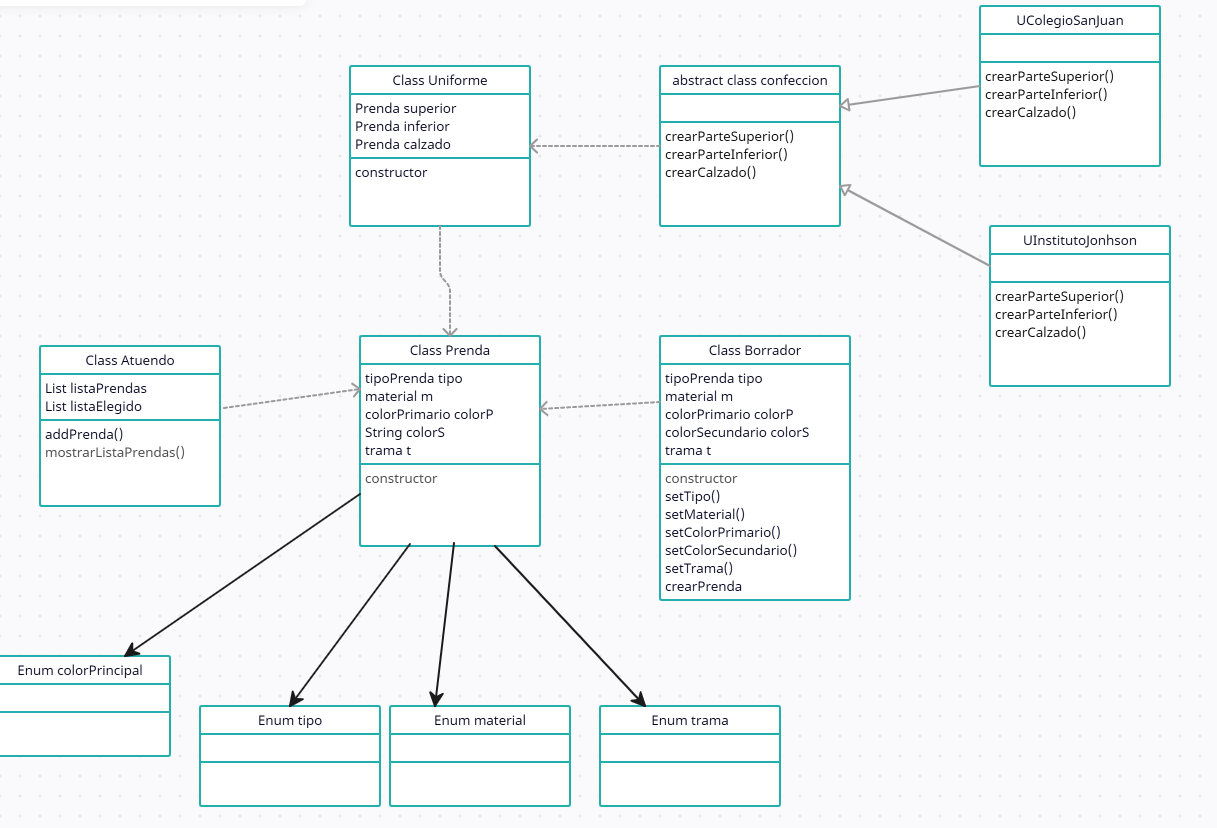 UColegioSanJuan
crearParteSuperior()
crearParteInferior()
crearCalzado()
Class Uniforme
Prenda superior
Prenda inferior
Prenda calzado
constructor
abstract class confeccion
crearParteSuperior()
crearParteInferior()
crearCalzado()
UInstitutoJonhson
crearParteSuperior()
crearParteInferior()
crearCalzado()
Class Atuendo
List listaPrendas
List listaElegido
addPrenda()
mostrarListaPrendas()
Class Prenda
tipoPrenda tipo
material m
colorPrimario colorP
String colorS
trama t
constructor
Class Borrador
tipoPrenda tipo
material m
colorPrimario colorP
colorSecundario colorS
trama t
constructor
setTipo()
setMaterial()
setColorPrimario()
setColorSecundario()
setTrama()
crearPrenda
Enum colorPrincipal
Enum tipo
Enum material
Enum trama